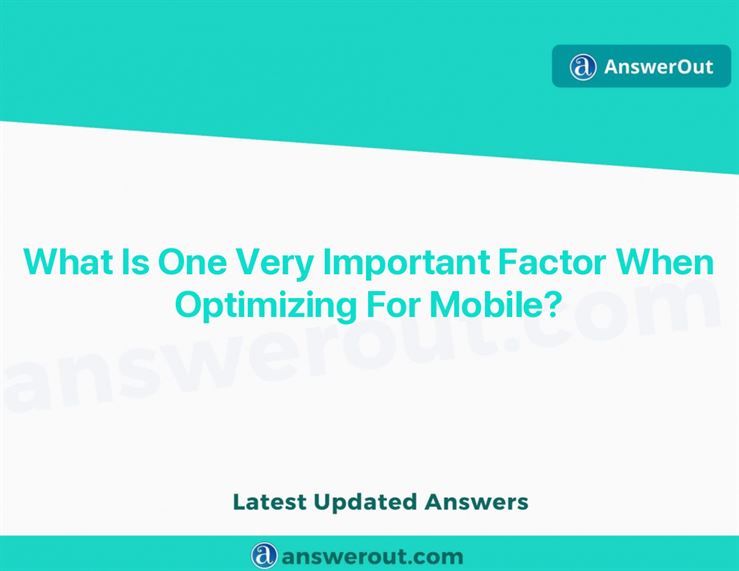 AnswerOut
What Is One Very Important Factor When
Optimizing For Mobile?
answerout.com
Latest Updated Answers
answerout.com